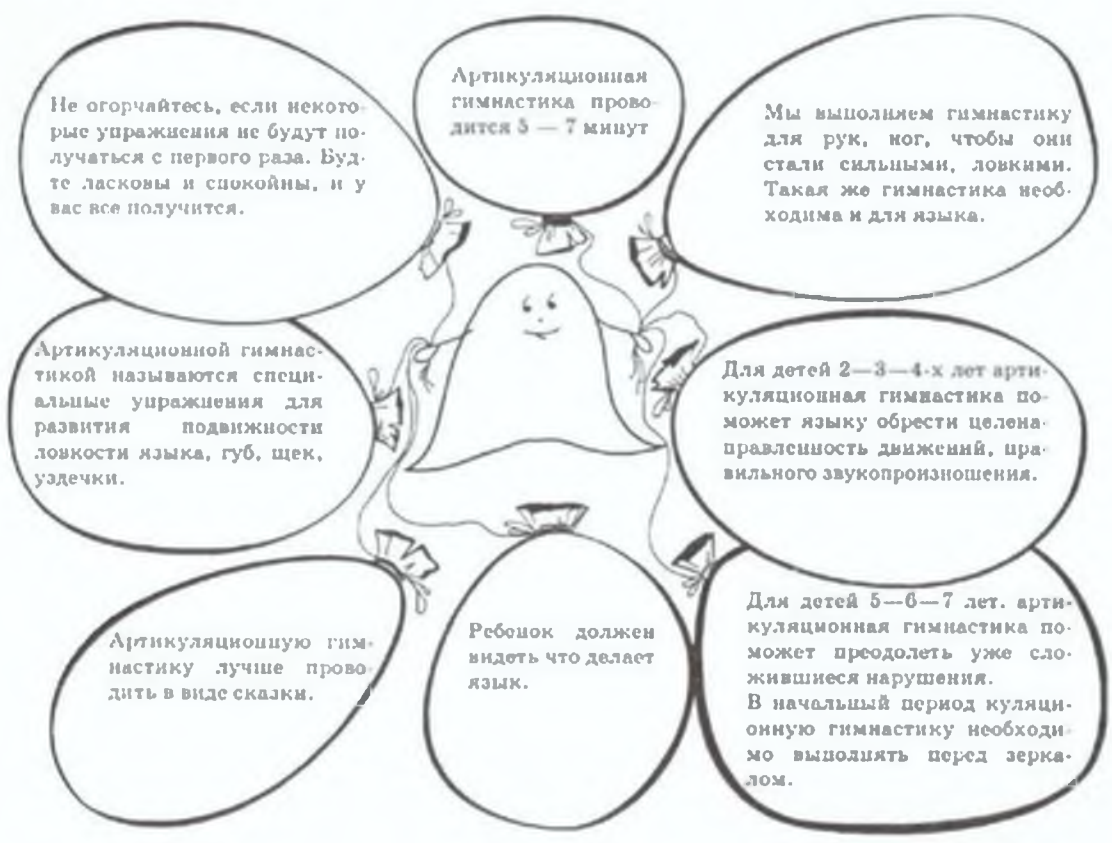 Не огорчайтесь, если некото-
рые упражнения не будут по-
лучаться с первого раза. Буд-
те ласковы и спокойны, и у
вас все получится.
Артикуляционная
гимнастика прово-
дится 5 — 7 минут
Мы выполняем гимнастику
для рук, ног, чтобы они
стали сильными, ловкими.
Такая же гимнастика необ-
ходима и для языка.
Артикуляционной гимнас-
тикой называются специ-
альные упражнения для
развития подвижности
ловкости языка, губ, щек,
уздечки.
Для детей 2—3—4-х лет арти-
куляционная гимнастика по-
может языку обрести целена-
правленность движений, пра-
вильного звукопроизношения.
Артикуляционную гим-
настику лучше прово-
дить в виде сказки.
Ребенок должен
видеть что делает
язык.
Для детей 5—6—7 лет. арти-
куляционная гимнастика по-
может преодолеть уже сло-
жившиеся нарушения.
В начальный период куляци-
онную гимнастику необходи-
мо выполнять перед зерка-
лом.